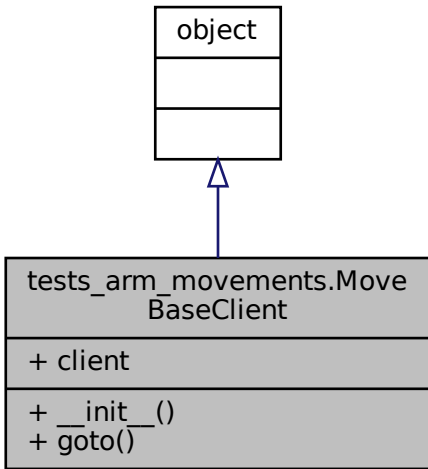 object
tests_arm_movements.Move
BaseClient
+ client
+ __init__()
+ goto()